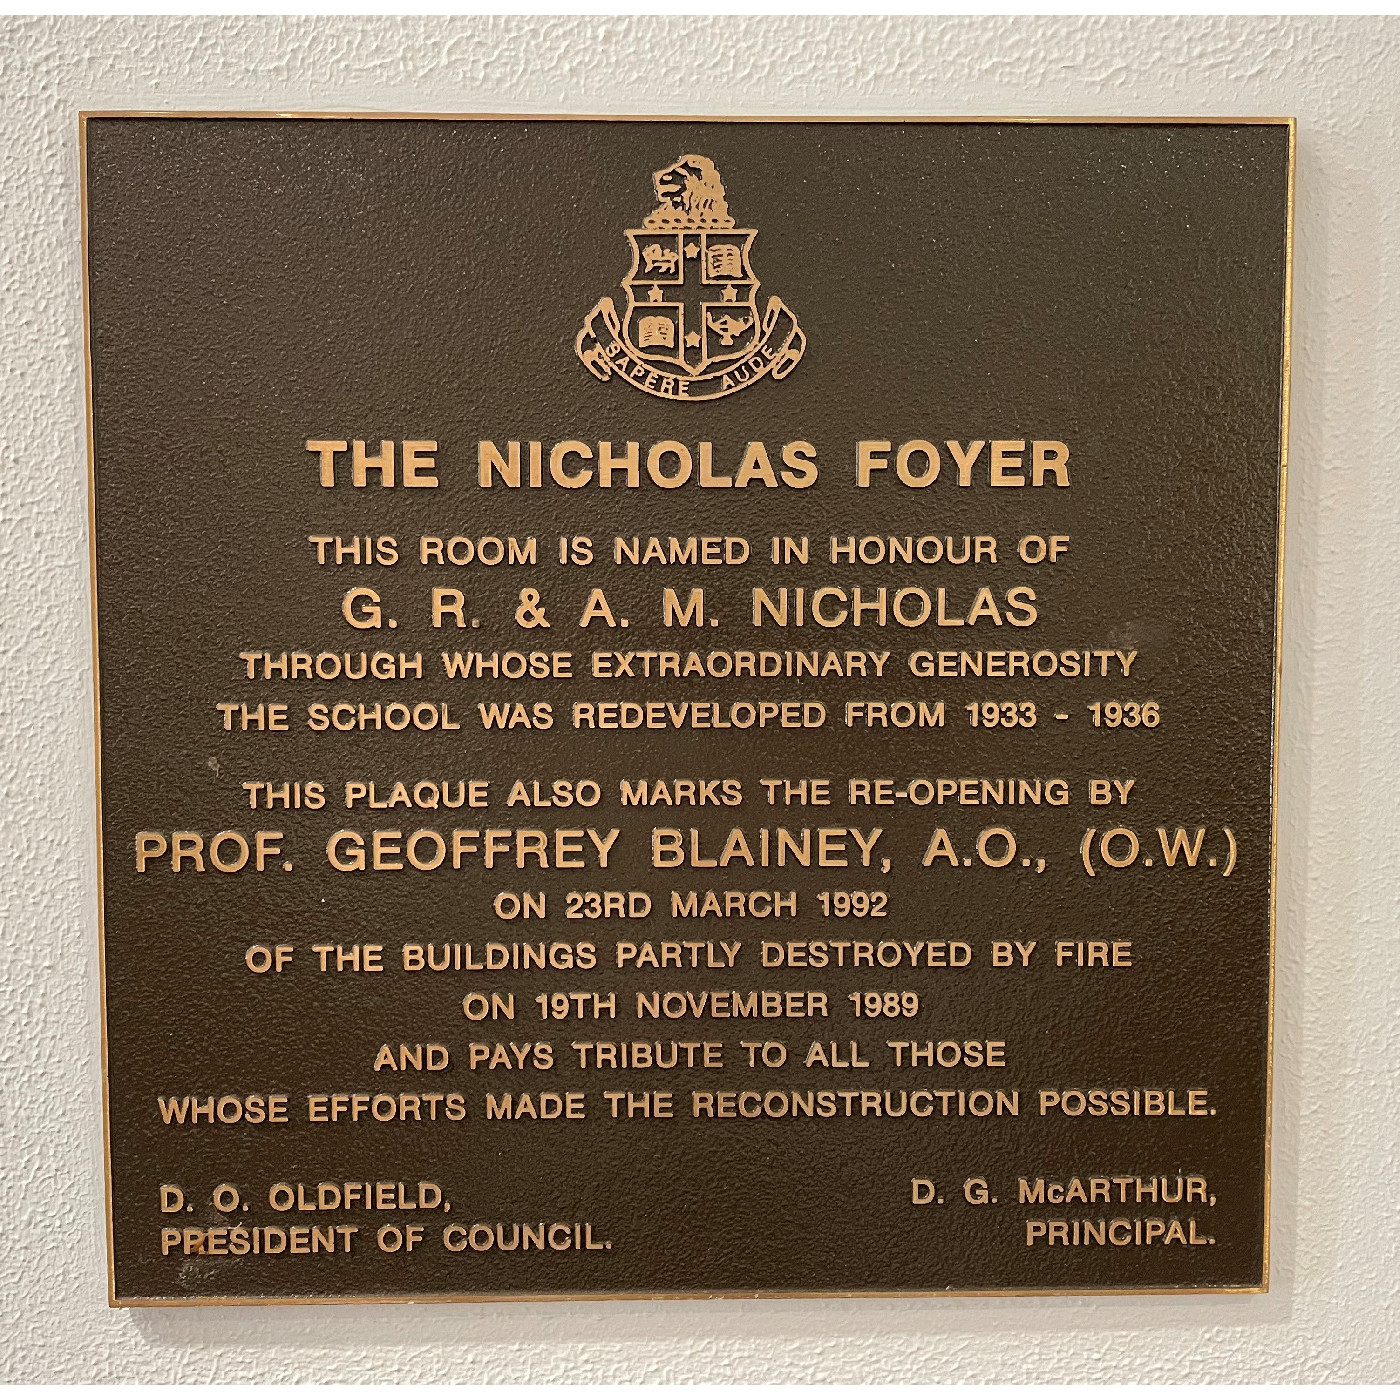 SAPERE AUDE
THE NICHOLAS FOYER
THIS ROOM IS NAMED IN HONOUR OF
G. R. & A. M. NICHOLAS
THROUGH WHOSE EXTRAORDINARY GENEROSITY
THE SCHOOL WAS REDEVELOPED FROM 1933 - 1936
THIS PLAQUE ALSO MARKS THE RE-OPENING BY
PROF. GEOFFREY BLAINEY, A.O., (O.W.)
ON 23RD MARCH 1992
OF THE BUILDINGS PARTLY DESTROYED BY FIRE
ON 19TH NOVEMBER 1989
AND PAYS TRIBUTE TO ALL THOSE
WHOSE EFFORTS MADE THE RECONSTRUCTION POSSIBLE.
D. O. OLDFIELD,
PRESIDENT OF COUNCIL.
D. G. McARTHUR,
PRINCIPAL.